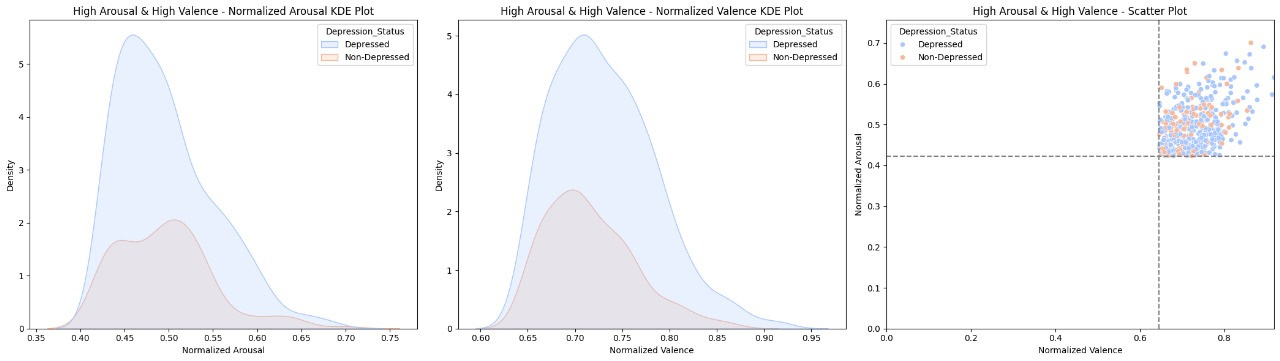 High Arousal & High Valence - Normalized Arousal KDE Plot
Depression_Status
Depressed
Non-Depressed
Density
5
4
3
2
1
0
0.35 0.40 0.45 0.50 0.55 0.60 0.65 0.70 0.75
Normalized Arousal
High Arousal & High Valence - Normalized Valence KDE Plot
Depression_Status
Depressed
Non-Depressed
Density
5
4
3
2
1
0
0.60 0.65 0.70 0.75 0.80 0.85 0.90 0.95
Normalized Valence
High Arousal & High Valence - Scatter Plot
Depression_Status
Depressed
Non-Depressed
Normalized Arousal
0.7
0.6
0.5
0.4
0.3
0.2
0.1
0.0
0.0 0.2 0.4 0.6 0.8
Normalized Valence